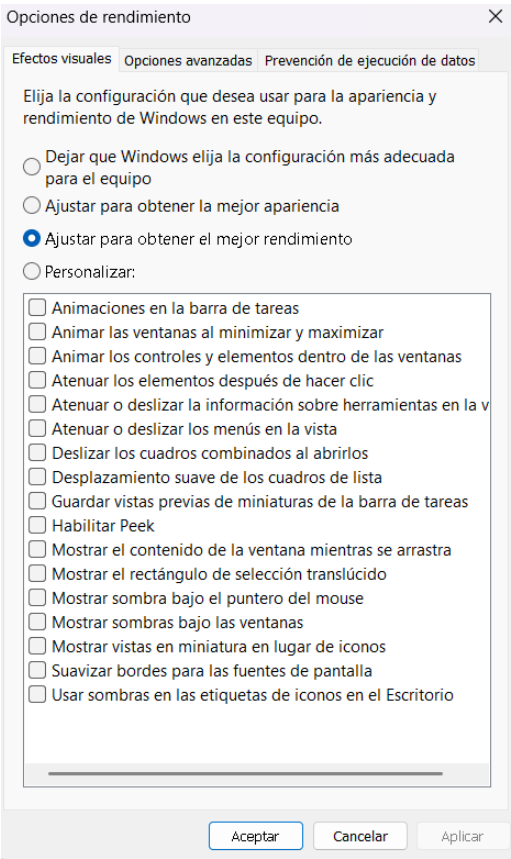 Opciones de rendimiento
Efectos visuales Opciones avanzadas Prevención de ejecución de datos
Elija la configuración que desea usar para la apariencia y
rendimiento de Windows en este equipo.
Dejar que Windows elija la configuración más adecuada
para el equipo
Ajustar para obtener la mejor apariencia
Ajustar para obtener el mejor rendimiento
Personalizar:
Animaciones en la barra de tareas
Animar las ventanas al minimizar y maximizar
Animar los controles y elementos dentro de las ventanas
Atenuar los elementos después de hacer clic
Atenuar o deslizar la información sobre herramientas en la v
Atenuar o deslizar los menús en la vista
Deslizar los cuadros combinados al abrirlos
Desplazamiento suave de los cuadros de lista
Guardar vistas previas de miniaturas de la barra de tareas
Habilitar Peek
Mostrar el contenido de la ventana mientras se arrastra
Mostrar el rectángulo de selección translúcido
Mostrar sombra bajo el puntero del mouse
Mostrar sombras bajo las ventanas
Mostrar vistas en miniatura en lugar de iconos
Suavizar bordes para las fuentes de pantalla
Usar sombras en las etiquetas de iconos en el Escritorio
Aceptar Cancelar Aplicar